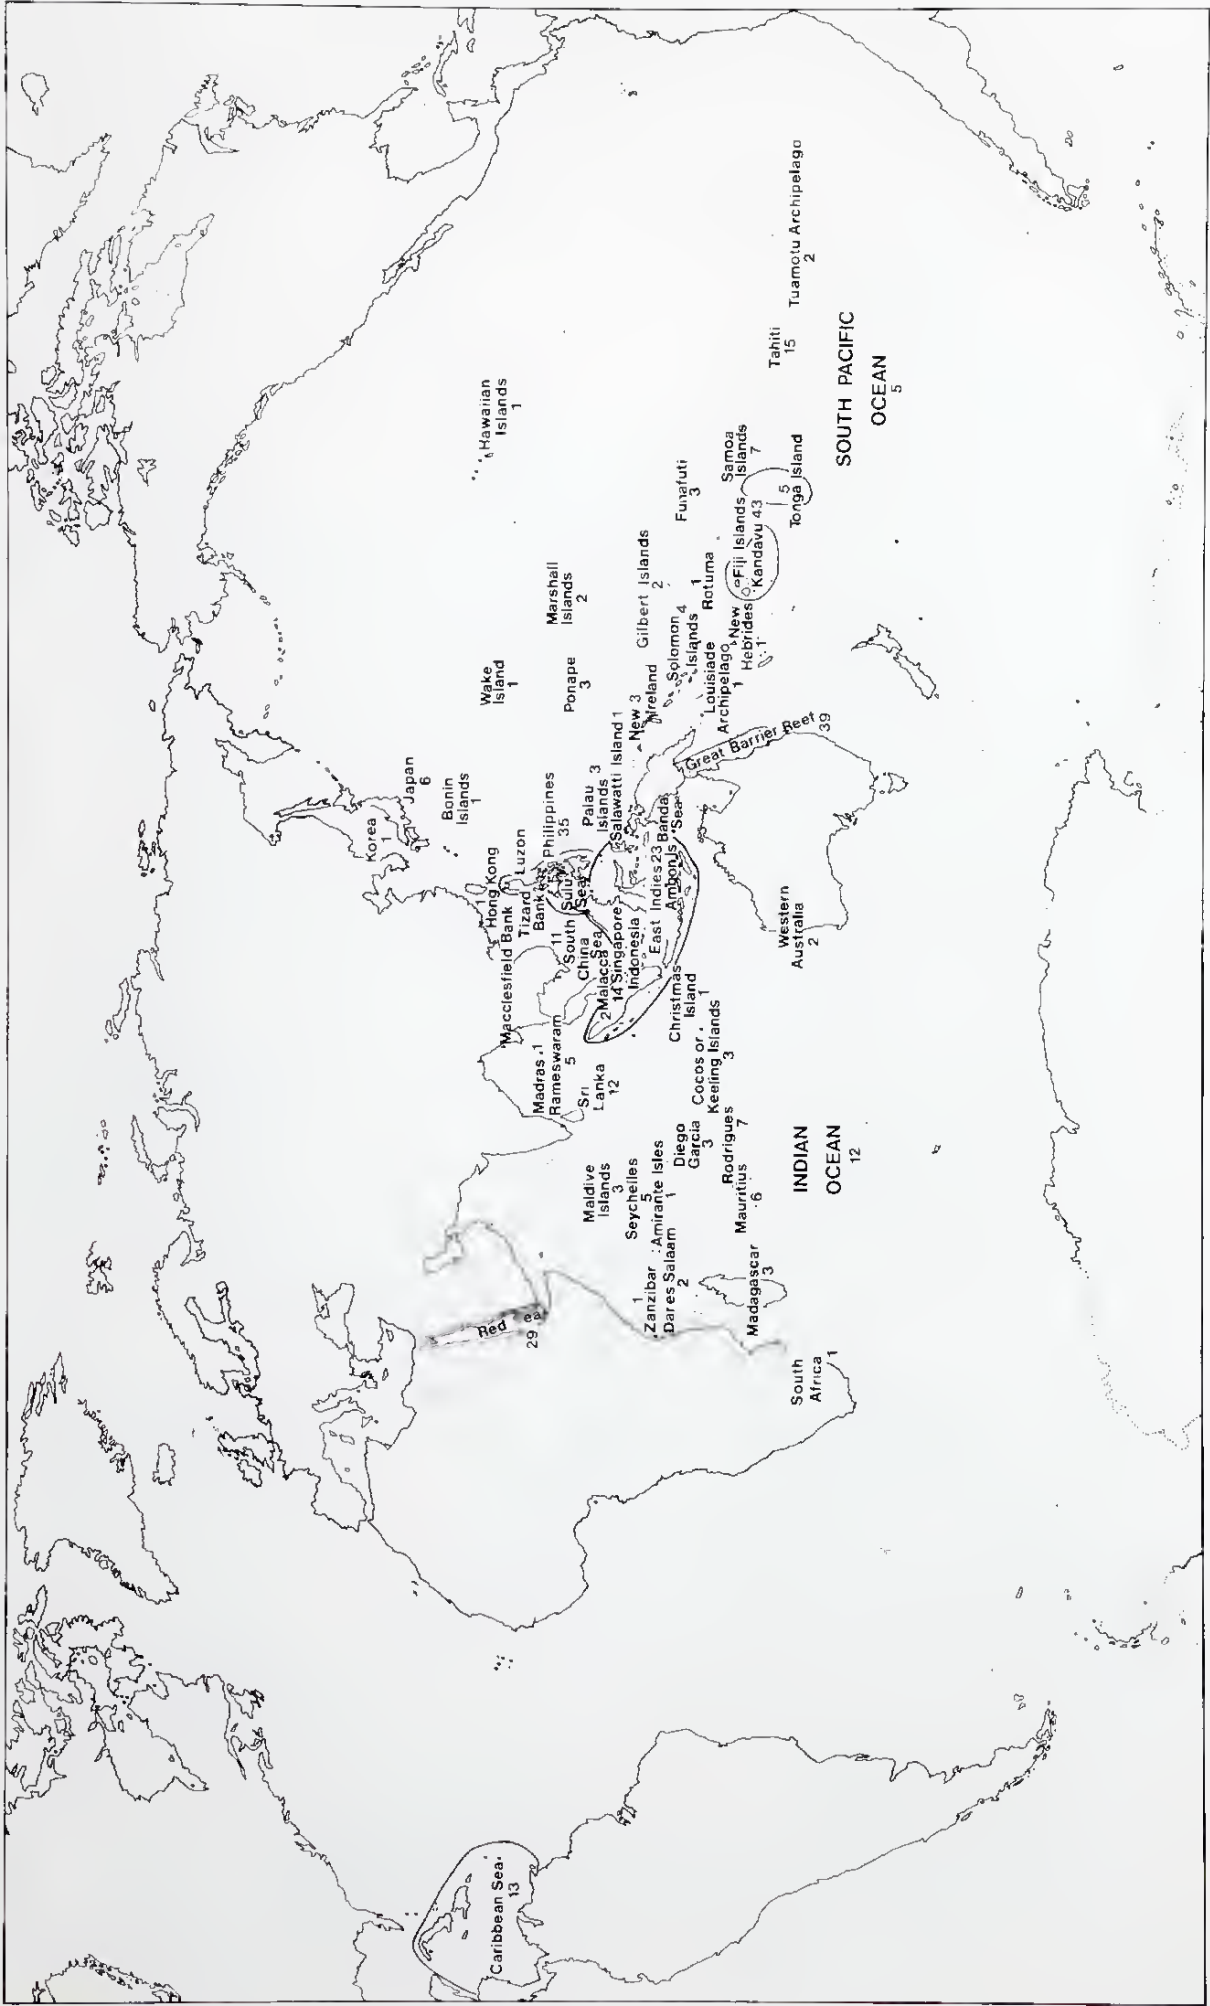 Caribbean Sea
13
Red
29
South
Africa 1
1
Zanzibar
Dar es Salaam
2
Madagascar
3
Maldive
Islands
3
Seychelles
5
Amirante Isles
1
Mauritius
6
Rodrigues
7
Diego
Garcia
3
Cocos or
Keeling Islands
3
INDIAN
OCEAN
12
Madras 1
Rameswaram
5
Sri
Lanka
12
Christmas
Island
1
Macclesfield Bank
Hong Kong
1
Tizard
Bank
Luzon
11
South
China
Sea
Sulu
Sea
2 Malacca
14 Singapore
Indonesia
East Indies 23
Ambon
Banda
Sea
Philippines
35
Korea
1
Japan
6
Bonin
Islands
1
Palau
Islands 3
Salawati Island 1
Western
Australia
2
Great Barrier Reef
39
Wake
Island
1
Ponape
3
Marshall
Islands
2
New 3
Ireland
Solomon 4
Islands
Louisiade
Archipelago
1
Gilbert Islands
2
New
Hebrides
1
Rotuma
1
Fiji Islands
Kandavu 43
Funafuti
3
Samoa
Islands
7
5
Tonga Island
Hawaiian
Islands
1
Tahiti
15
Tuamotu Archipelago
2
SOUTH PACIFIC
OCEAN
5